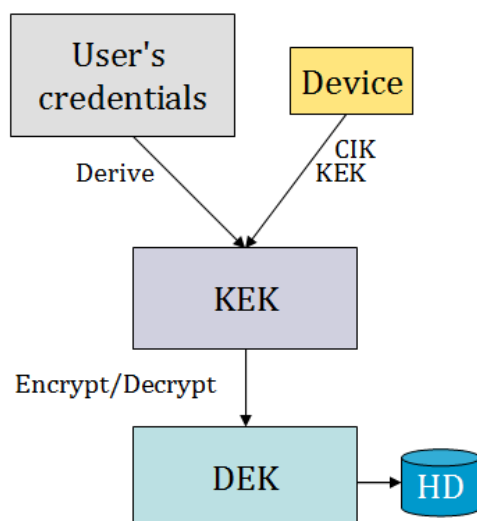 User's
credentials
Device
Derive
CIK
KEK
KEK
Encrypt/Decrypt
DEK
HD